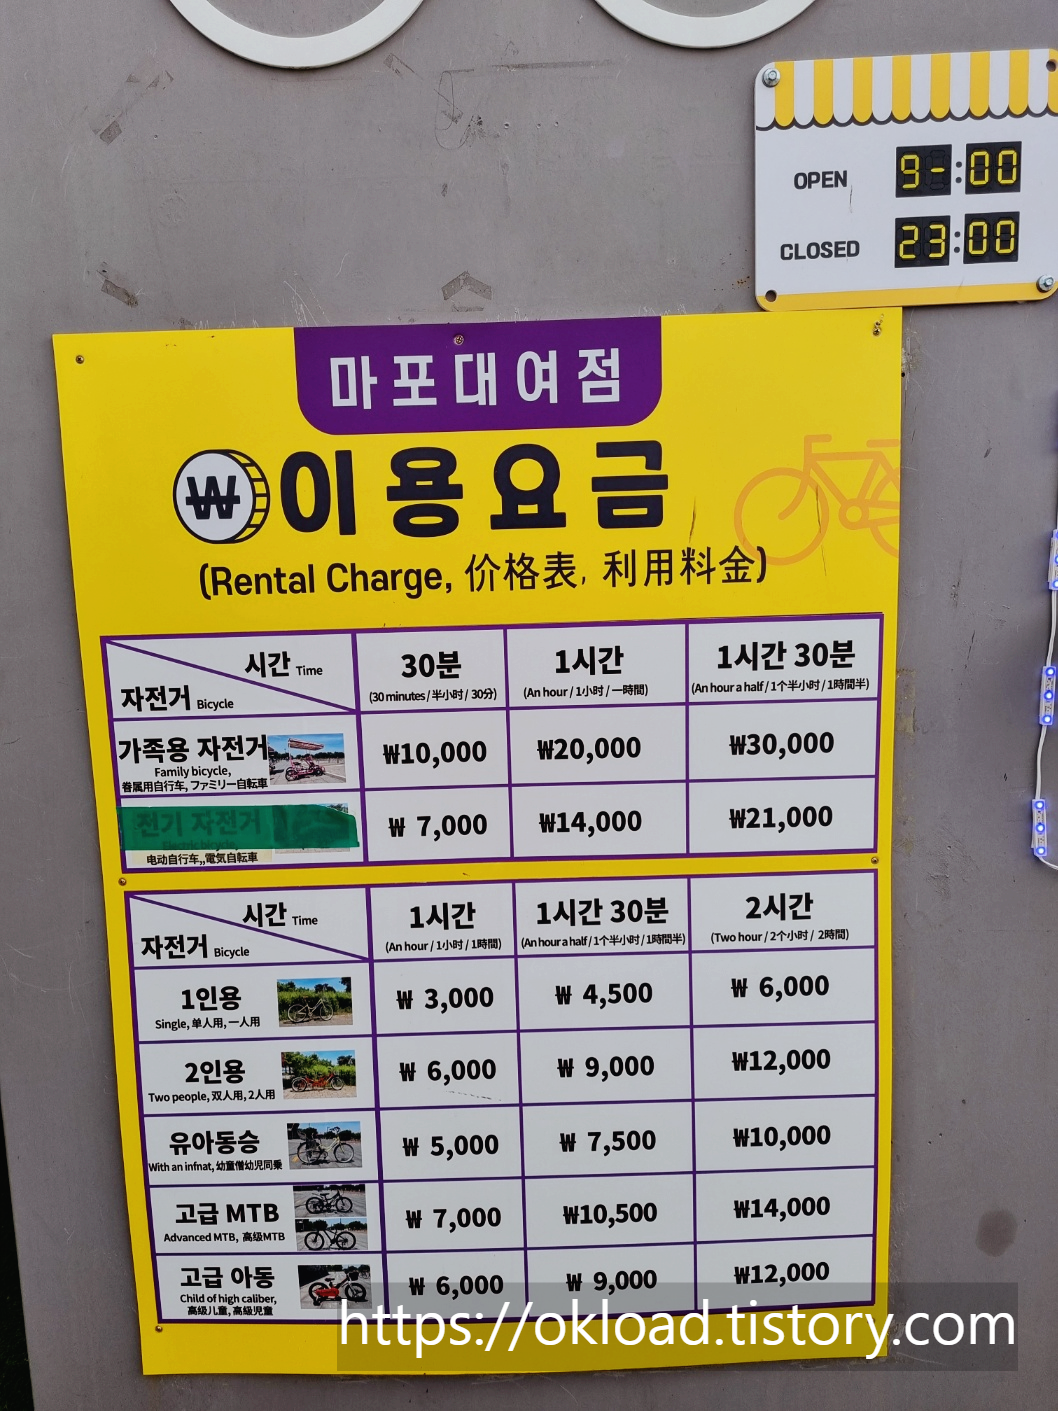 OPEN 9-:00
CLOSED 23:00
마포대여점
₩이용요금
(Rental Charge, 价格表, 利用料金)
시간 Time
자전거 Bicycle
30분
(30 minutes / 半小时 / 30分)
1시간
(An hour / 1小时 / 一時間)
1시간 30분
(An hour a half / 1个半小时 / 1時間半)
가족용 자전거
Family bicycle,
眷属用自行车, ファミリー自転車
₩10,000
₩20,000
₩30,000
전기 자전거
Electric bicycle,
电动自行车,,電気自転車
₩ 7,000
₩14,000
₩21,000
시간 Time
자전거 Bicycle
1시간
(An hour / 1小时 / 1時間)
1시간 30분
(An hour a half / 1个半小时 / 1時間半)
2시간
(Two hour / 2个小时 / 2時間)
1인용
Single, 单人用, 一人用
₩ 3,000
₩ 4,500
₩ 6,000
2인용
Two people, 双人用, 2人用
₩ 6,000
₩ 9,000
₩12,000
유아동승
With an infnat, 幼童僧幼児同乗
₩ 5,000
₩ 7,500
₩10,000
고급 MTB
Advanced MTB, 高级MTB
₩ 7,000
₩10,500
₩14,000
고급 아동
Child of high caliber,
高级儿童, 高級児童
₩ 6,000
₩ 9,000
₩12,000
https://okload.tistory.com